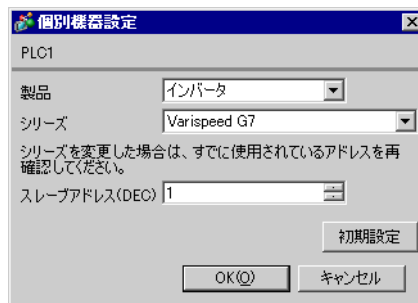 個別機器設定
PLC1
製品 インバータ
シリーズ Varispeed G7
シリーズを変更した場合は、すでに使用されているアドレスを再
確認してください。
スレーブアドレス(DEC) 1
初期設定
OK(O) キャンセル